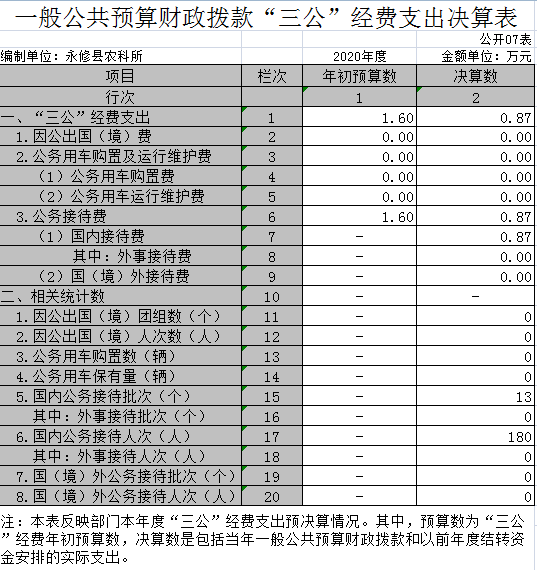 一般公共预算财政拨款“三公”经费支出决算表
公开07表
编制单位：永修县农科所 2020年度 金额单位：万元
项目 栏次 年初预算数 决算数
行次 1 2
一、“三公”经费支出 1 1.60 0.87
1.因公出国（境）费 2 0.00 0.00
2.公务用车购置及运行维护费 3 0.00 0.00
（1）公务用车购置费 4 0.00 0.00
（2）公务用车运行维护费 5 0.00 0.00
3.公务接待费 6 1.60 0.87
（1）国内接待费 7 - 0.87
其中：外事接待费 8 - 0.00
（2）国（境）外接待费 9 - 0.00
二、相关统计数 10 - -
1.因公出国（境）团组数（个） 11 - 0
2.因公出国（境）人次数（人） 12 - 0
3.公务用车购置数（辆） 13 - 0
4.公务用车保有量（辆） 14 - 0
5.国内公务接待批次（个） 15 - 13
其中：外事接待批次（个） 16 - 0
6.国内公务接待人次（人） 17 - 180
其中：外事接待人次（人） 18 - 0
7.国（境）外公务接待批次（个） 19 - 0
8.国（境）外公务接待人次（人） 20 - 0
注：本表反映部门本年度“三公”经费支出预决算情况。其中，预算数为“三公
”经费年初预算数，决算数是包括当年一般公共预算财政拨款和以前年度结转资
金安排的实际支出。